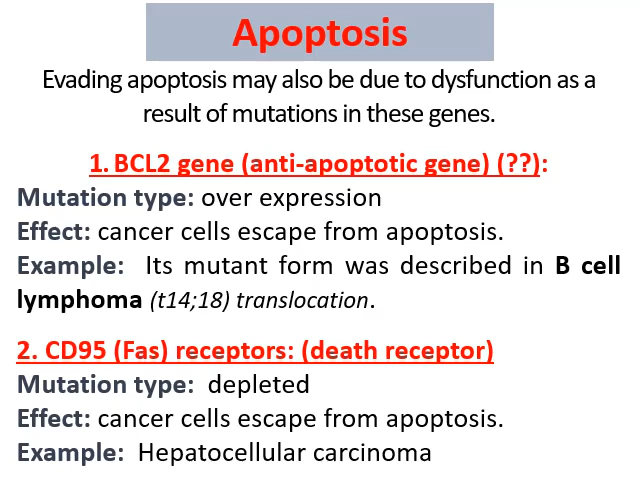 Apoptosis
Evading apoptosis may also be due to dysfunction as a
result of mutations in these genes.
1. BCL2 gene (anti-apoptotic gene) (??):
Mutation type: over expression
Effect: cancer cells escape from apoptosis.
Example: Its mutant form was described in B cell
lymphoma (t14;18) translocation.
2. CD95 (Fas) receptors: (death receptor)
Mutation type: depleted
Effect: cancer cells escape from apoptosis.
Example: Hepatocellular carcinoma